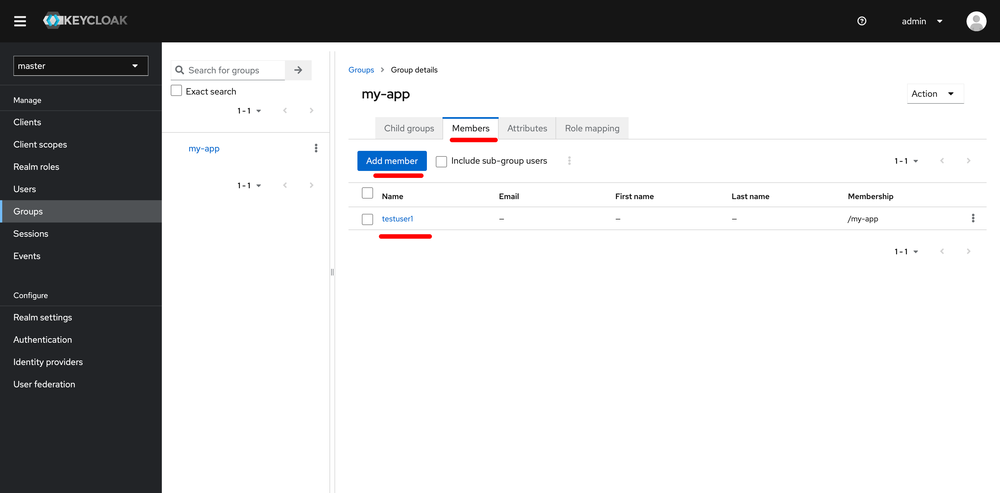 KEYCLOAK
admin
master
Manage
Clients
Client scopes
Realm roles
Users
Groups
Sessions
Events
Configure
Realm settings
Authentication
Identity providers
User federation
Search for groups
Exact search
1 - 1
my-app
1 - 1
Groups > Group details
my-app
Action
Child groups Members Attributes Role mapping
Add member Include sub-group users 1 - 1
Name Email First name Last name Membership
testuser1 – – – /my-app
1 - 1